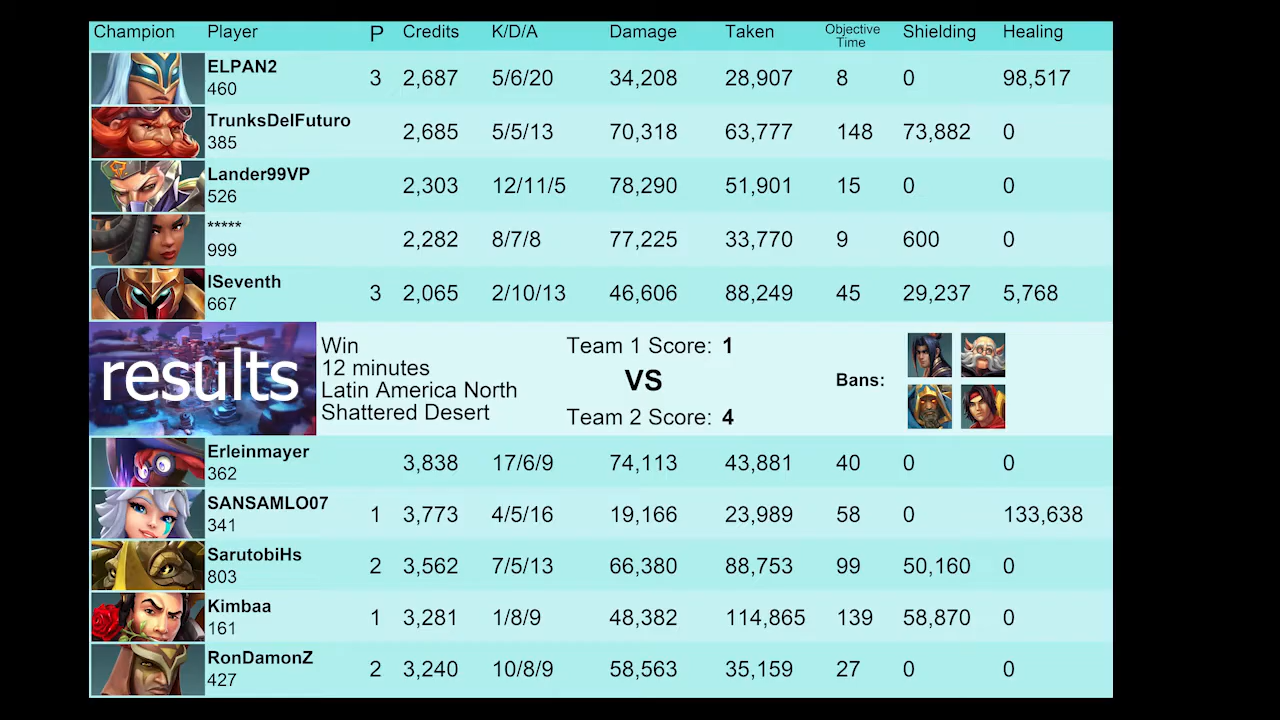 Champion Player P Credits K/D/A Damage Taken Objective Time Shielding Healing
ELPAN2
460 3 2,687 5/6/20 34,208 28,907 8 0 98,517
TrunksDelFuturo
385 2,685 5/5/13 70,318 63,777 148 73,882 0
Lander99VP
526 2,303 12/11/5 78,290 51,901 15 0 0
*****
999 2,282 8/7/8 77,225 33,770 9 600 0
lSeventh
667 3 2,065 2/10/13 46,606 88,249 45 29,237 5,768
results
Win
12 minutes
Latin America North
Shattered Desert
Team 1 Score: 1
VS
Team 2 Score: 4
Bans:
Erleinmayer
362 3,838 17/6/9 74,113 43,881 40 0 0
SANSAMLO07
341 1 3,773 4/5/16 19,166 23,989 58 0 133,638
SarutobiHs
803 2 3,562 7/5/13 66,380 88,753 99 50,160 0
Kimbaa
161 1 3,281 1/8/9 48,382 114,865 139 58,870 0
RonDamonZ
427 2 3,240 10/8/9 58,563 35,159 27 0 0